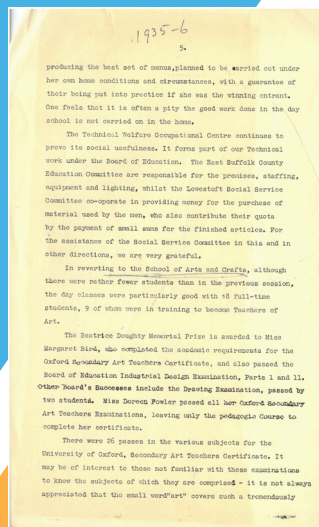 1935-6
5.
producing the best set of menus,planned to be carried out under
her own home conditions and circumstances, with a guarantee of
their being put into practice if she was the winning entrant.
One feels that it is often a pity the good work done in the day
school is not carried on in the home.
The Technical Welfare Occupational Centre continues to
prove its social usefulness. It forms part of our Technical
work under the Board of Education. The East Suffolk County
Education Committee are responsible for the premises, staffing,
equipment and lighting, whilst the Lowestoft Social Service
Committee co-operate in providing money for the purchase of
material used by the men, who also contribute their quota
by the payment of small sums for the finished articles. For
the assistance of the Social Service Committee in this and in
other directions, we are very grateful.
In reverting to the School of Arts and Crafts, although
there were rather fewer students than in the previous session,
the day classes were particularly good with 18 full-time
students, 9 of whom were in training to become Teachers of
Art.
The Beatrice Doughty Memorial Prize is awarded to Miss
Margaret Bird, who completed the academic requirements for the
Oxford Secondary Art Teachers Certificate, and also passed the
Board of Education Industrial Design Examination, Parts 1 and 11.
Other Board's Successes include the Drawing Examination, passed by
two students. Miss Doreen Fowler passed all her Oxford Secondary
Art Teachers Examinations, leaving only the pedagogic Course to
complete her certificate.
There were 26 passes in the various subjects for the
University of Oxford, Secondary Art Teachers Certificate. It
may be of interest to those not familiar with these examinations
to know the subjects of which they are comprised - it is not always
appreciated that the small word"art" covers such a tremendously